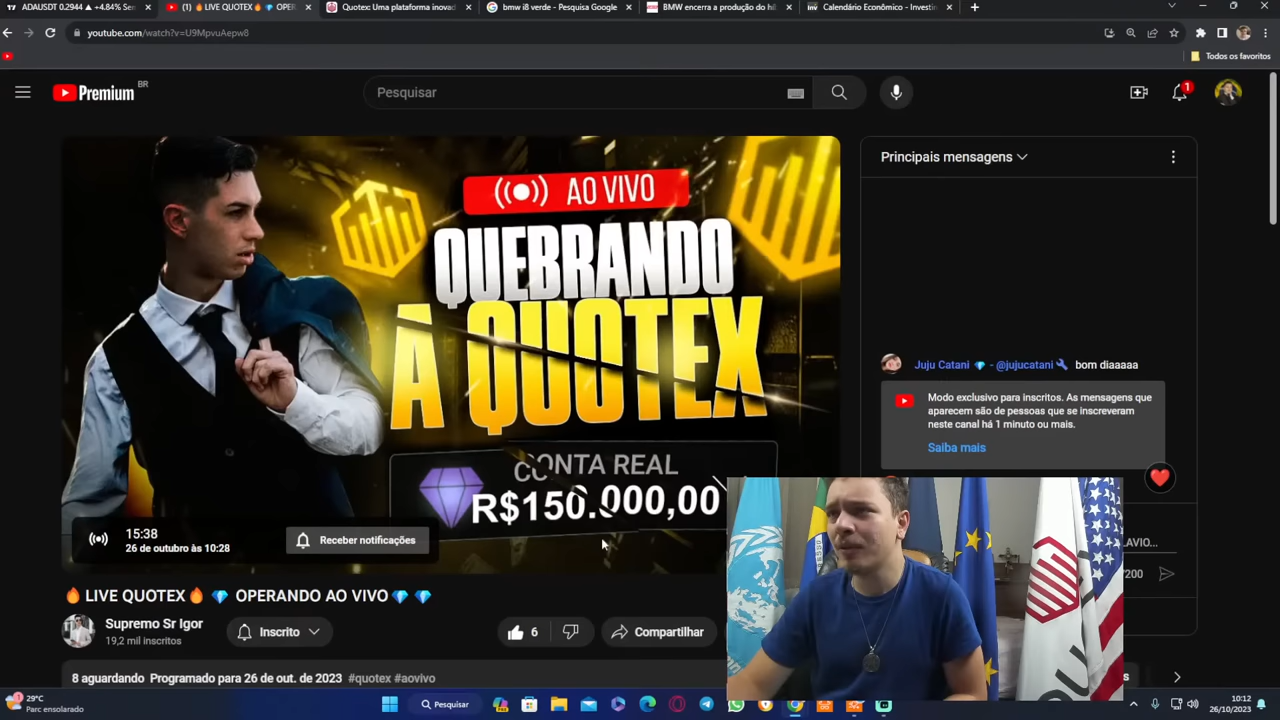 ADAUSDT 0.2944 ▲ +4.84% Sen
(1) 🔥LIVE QUOTEX🔥💎 OPER
Quotex: Uma plataforma inovad
bmw i8 verde - Pesquisa Google
BMW encerra a produção do hí
Calendário Econômico - Investin
youtube.com/watch?v=U9MpvuAepw8
Todos os favoritos
Premium BR
Pesquisar
1
AO VIVO
QUEBRANDO
A QUOTEX
CONTA REAL
R$150.000,00
15:38
26 de outubro às 10:28
Receber notificações
Principais mensagens
Juju Catani 💎 - @jujucatani bom diaaaaa
Modo exclusivo para inscritos. As mensagens que
aparecem são de pessoas que se inscreveram
neste canal há 1 minuto ou mais.
Saiba mais
/200
🔥 LIVE QUOTEX 🔥 💎 OPERANDO AO VIVO 💎 💎
Supremo Sr Igor
19,2 mil inscritos
Inscrito
6
Compartilhar
8 aguardando Programado para 26 de out. de 2023 #quotex #aovivo
29°C
Parc ensolarado
Pesquisar
10:12
26/10/2023